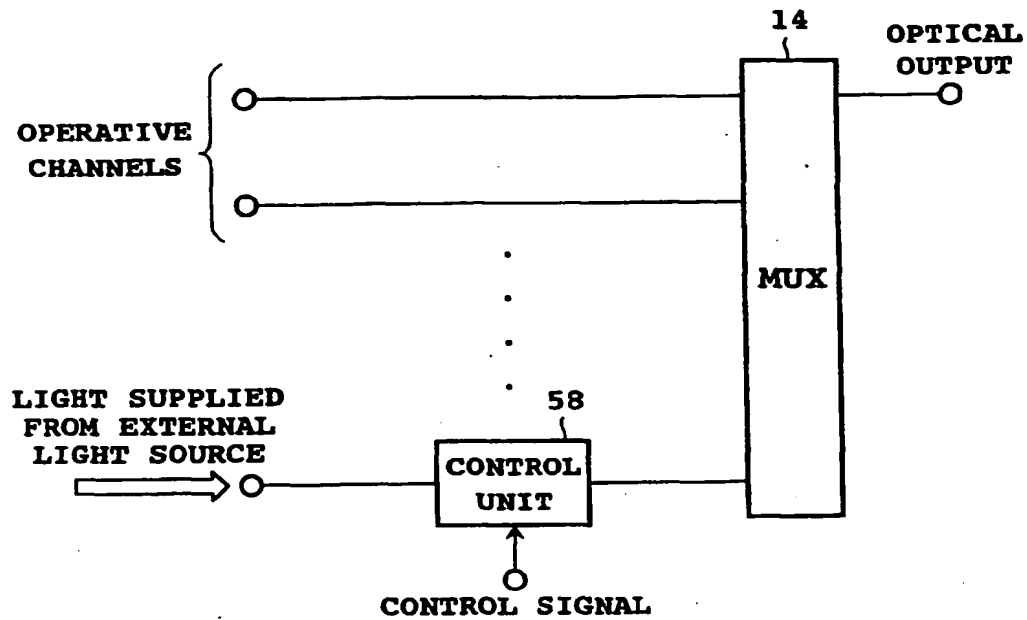 14
OPTICAL
OUTPUT
OPERATIVE
CHANNELS
MUX
LIGHT SUPPLIED
FROM EXTERNAL
LIGHT SOURCE
58
CONTROL
UNIT
CONTROL SIGNAL